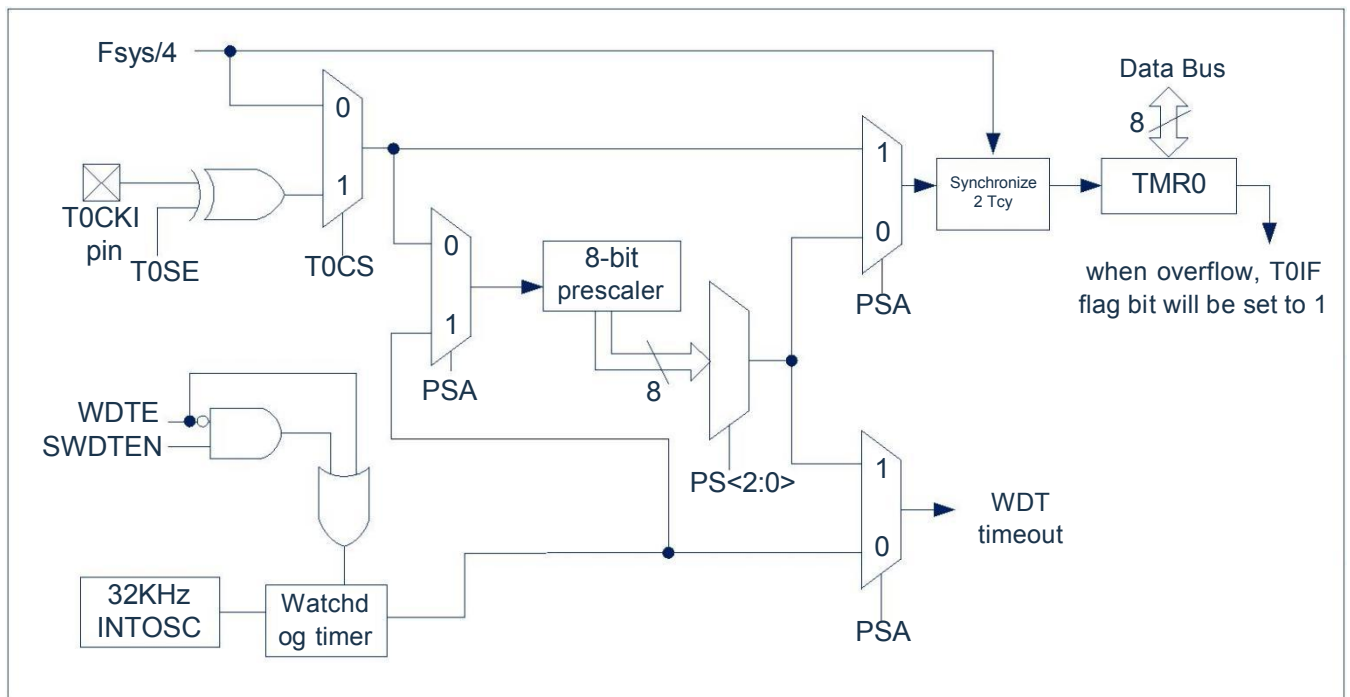 Fsys/4
Data Bus
8
0
1
T0CKI
pin
T0SE
T0CS
1
0
PSA
Synchronize
2 Tcy
TMR0
when overflow, T0IF
flag bit will be set to 1
0
1
PSA
8-bit
prescaler
8
PS<2:0>
WDTE
SWDTEN
1
0
PSA
WDT
timeout
32KHz
INTOSC
Watchd
og timer